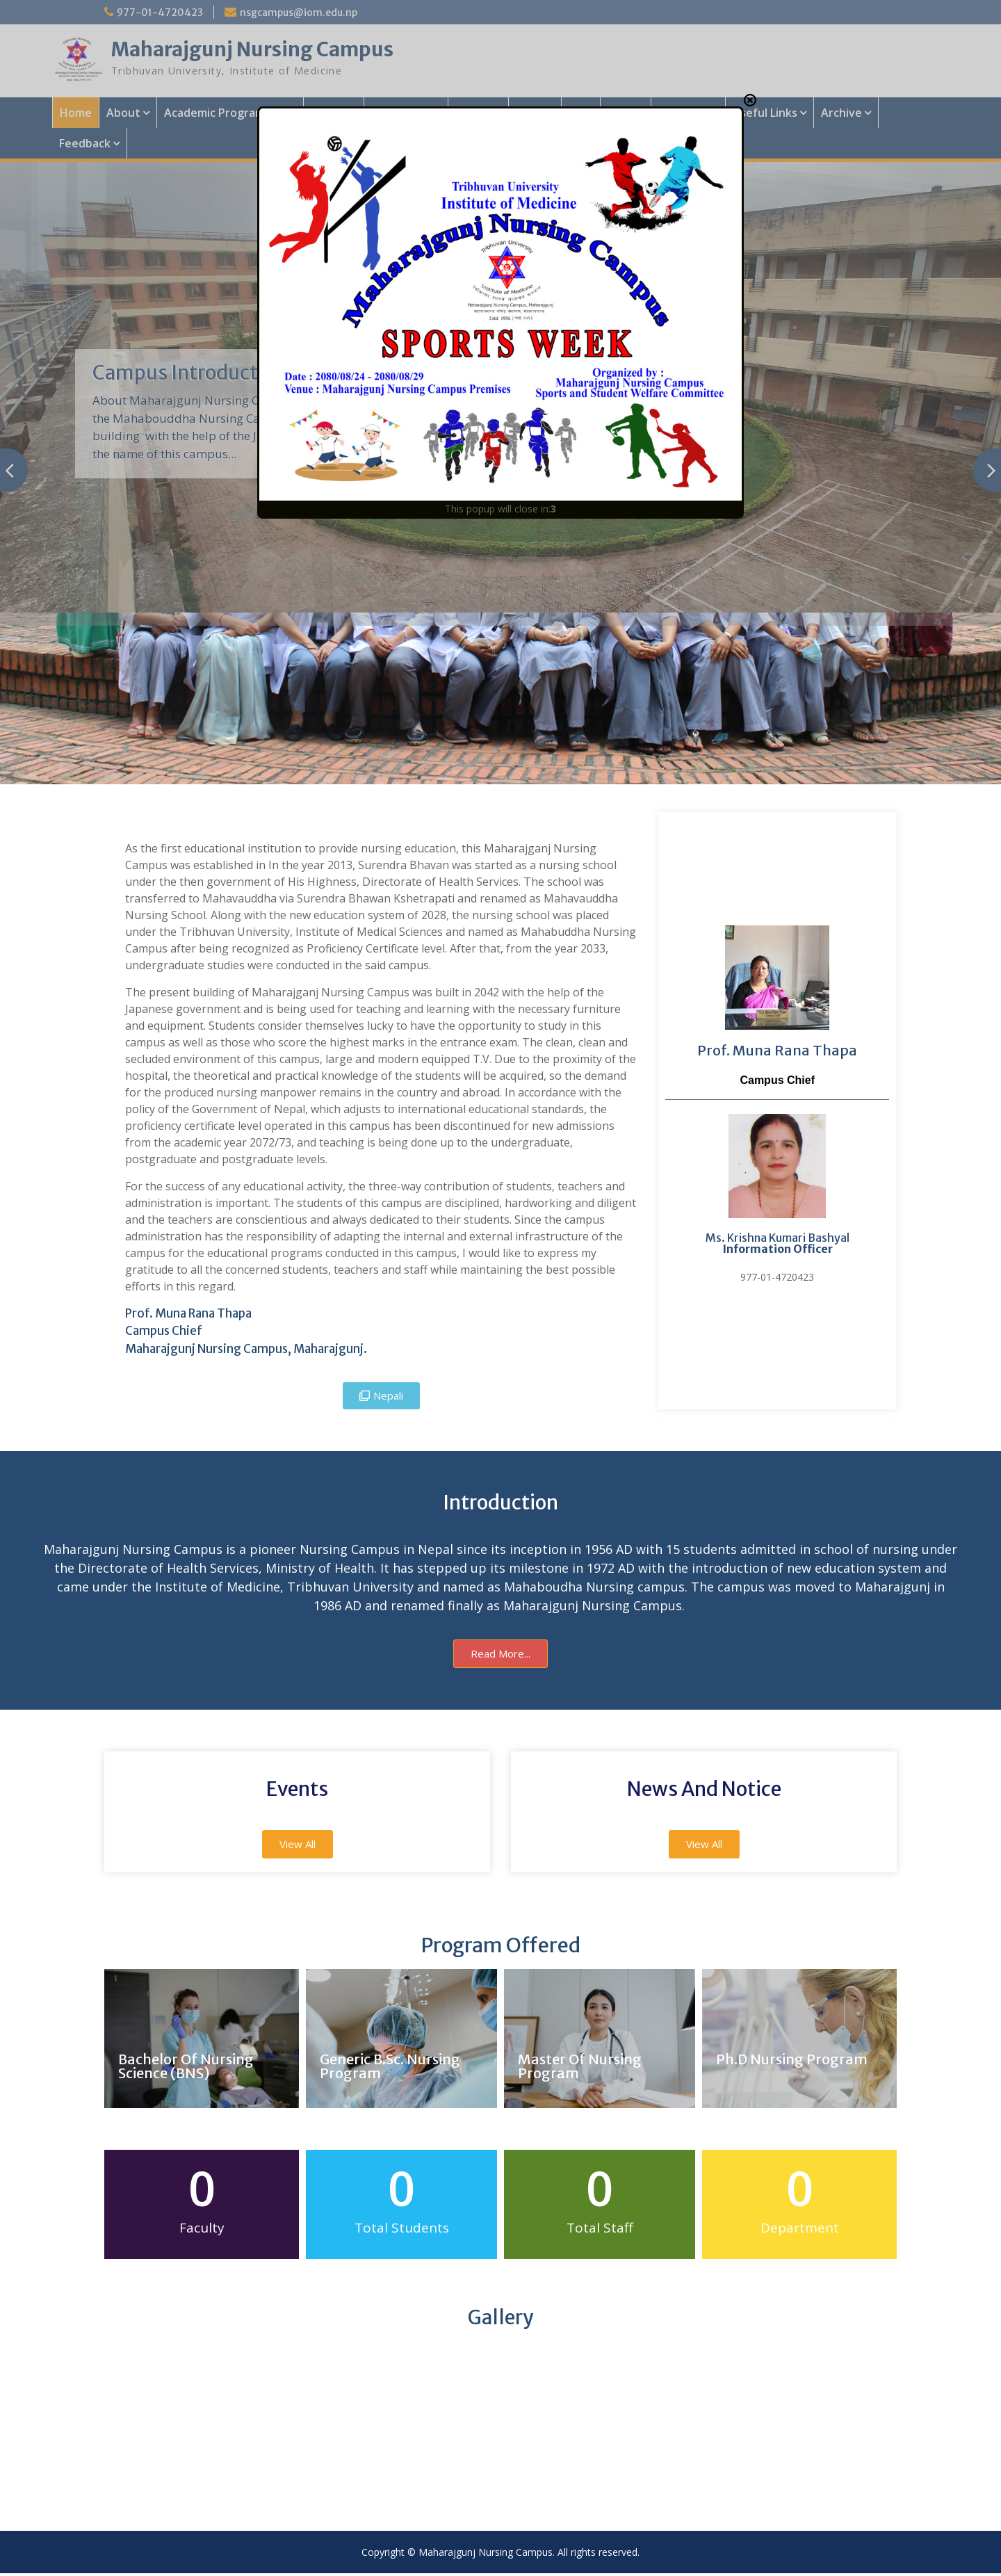 977-01-4720423
nsgcampus@iom.edu.np
Maharajgunj Nursing Campus
Tribhuvan University, Institute of Medicine
Home
About
Academic Progra
eful Links
Archive
Feedback
Tribhuvan University
Institute of Medicine
Maharajgunj Nursing Campus
Tribhuvan University
Institute of Medicine
Maharajgunj Nursing Campus, Maharajgunj
SPORTS WEEK
Date : 2080/08/24 - 2080/08/29
Venue : Maharajgunj Nursing Campus Premises
Organized by :
Maharajgunj Nursing Campus
Sports and Student Welfare Committee
This popup will close in:3
Campus Introduct
About Maharajgunj Nursing C
the Mahabouddha Nursing Ca
building with the help of the J
the name of this campus...
As the first educational institution to provide nursing education, this Maharajganj Nursing
Campus was established in In the year 2013, Surendra Bhavan was started as a nursing school
under the then government of His Highness, Directorate of Health Services. The school was
transferred to Mahavauddha via Surendra Bhawan Kshetrapati and renamed as Mahavauddha
Nursing School. Along with the new education system of 2028, the nursing school was placed
under the Tribhuvan University, Institute of Medical Sciences and named as Mahabuddha Nursing
Campus after being recognized as Proficiency Certificate level. After that, from the year 2033,
undergraduate studies were conducted in the said campus.
The present building of Maharajganj Nursing Campus was built in 2042 with the help of the
Japanese government and is being used for teaching and learning with the necessary furniture
and equipment. Students consider themselves lucky to have the opportunity to study in this
campus as well as those who score the highest marks in the entrance exam. The clean, clean and
secluded environment of this campus, large and modern equipped T.V. Due to the proximity of the
hospital, the theoretical and practical knowledge of the students will be acquired, so the demand
for the produced nursing manpower remains in the country and abroad. In accordance with the
policy of the Government of Nepal, which adjusts to international educational standards, the
proficiency certificate level operated in this campus has been discontinued for new admissions
from the academic year 2072/73, and teaching is being done up to the undergraduate,
postgraduate and postgraduate levels.
For the success of any educational activity, the three-way contribution of students, teachers and
administration is important. The students of this campus are disciplined, hardworking and diligent
and the teachers are conscientious and always dedicated to their students. Since the campus
administration has the responsibility of adapting the internal and external infrastructure of the
campus for the educational programs conducted in this campus, I would like to express my
gratitude to all the concerned students, teachers and staff while maintaining the best possible
efforts in this regard.
Prof. Muna Rana Thapa
Campus Chief
Maharajgunj Nursing Campus, Maharajgunj.
Nepali
Prof. Muna Rana Thapa
Campus Chief
Ms. Krishna Kumari Bashyal
Information Officer
977-01-4720423
Introduction
Maharajgunj Nursing Campus is a pioneer Nursing Campus in Nepal since its inception in 1956 AD with 15 students admitted in school of nursing under
the Directorate of Health Services, Ministry of Health. It has stepped up its milestone in 1972 AD with the introduction of new education system and
came under the Institute of Medicine, Tribhuvan University and named as Mahaboudha Nursing campus. The campus was moved to Maharajgunj in
1986 AD and renamed finally as Maharajgunj Nursing Campus.
Read More...
Events
View All
News And Notice
View All
Program Offered
Bachelor Of Nursing
Science (BNS)
Generic B.Sc. Nursing
Program
Master Of Nursing
Program
Ph.D Nursing Program
0
Faculty
0
Total Students
0
Total Staff
0
Department
Gallery
Copyright © Maharajgunj Nursing Campus. All rights reserved.